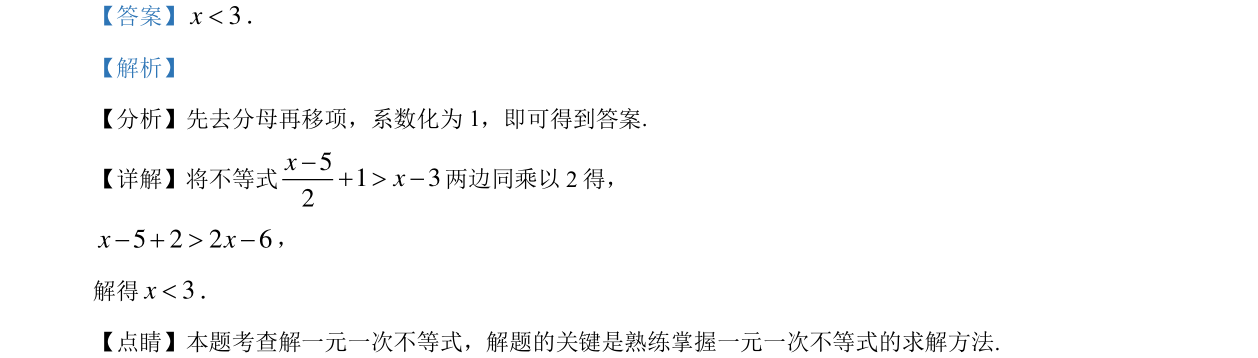 【答案】x<3．
【解析】
【分析】先去分母再移项，系数化为 1，即可得到答案.
【详解】将不等式 \frac{x-5}{2}+1>x-3 两边同乘以 2 得，
x-5+2>2x-6，
解得 x<3．
【点睛】本题考查解一元一次不等式，解题的关键是熟练掌握一元一次不等式的求解方法.